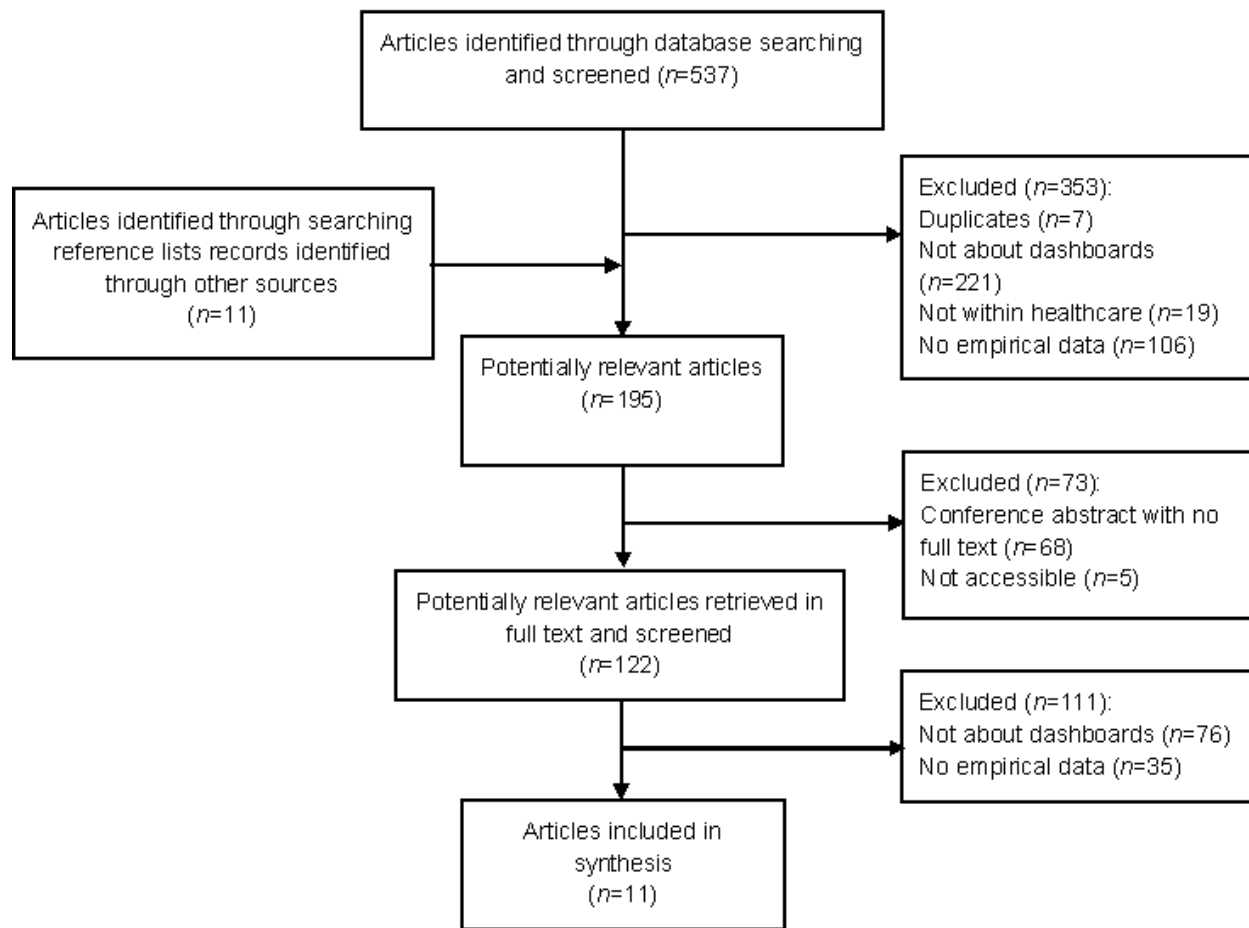 Articles identified through database searching
and screened (n=537)
Articles identified through searching
reference lists records identified
through other sources
(n=11)
Excluded (n=353):
Duplicates (n=7)
Not about dashboards
(n=221)
Not within healthcare (n=19)
No empirical data (n=106)
Potentially relevant articles
(n=195)
Excluded (n=73):
Conference abstract with no
full text (n=68)
Not accessible (n=5)
Potentially relevant articles retrieved in
full text and screened
(n=122)
Excluded (n=111):
Not about dashboards (n=76)
No empirical data (n=35)
Articles included in
synthesis
(n=11)